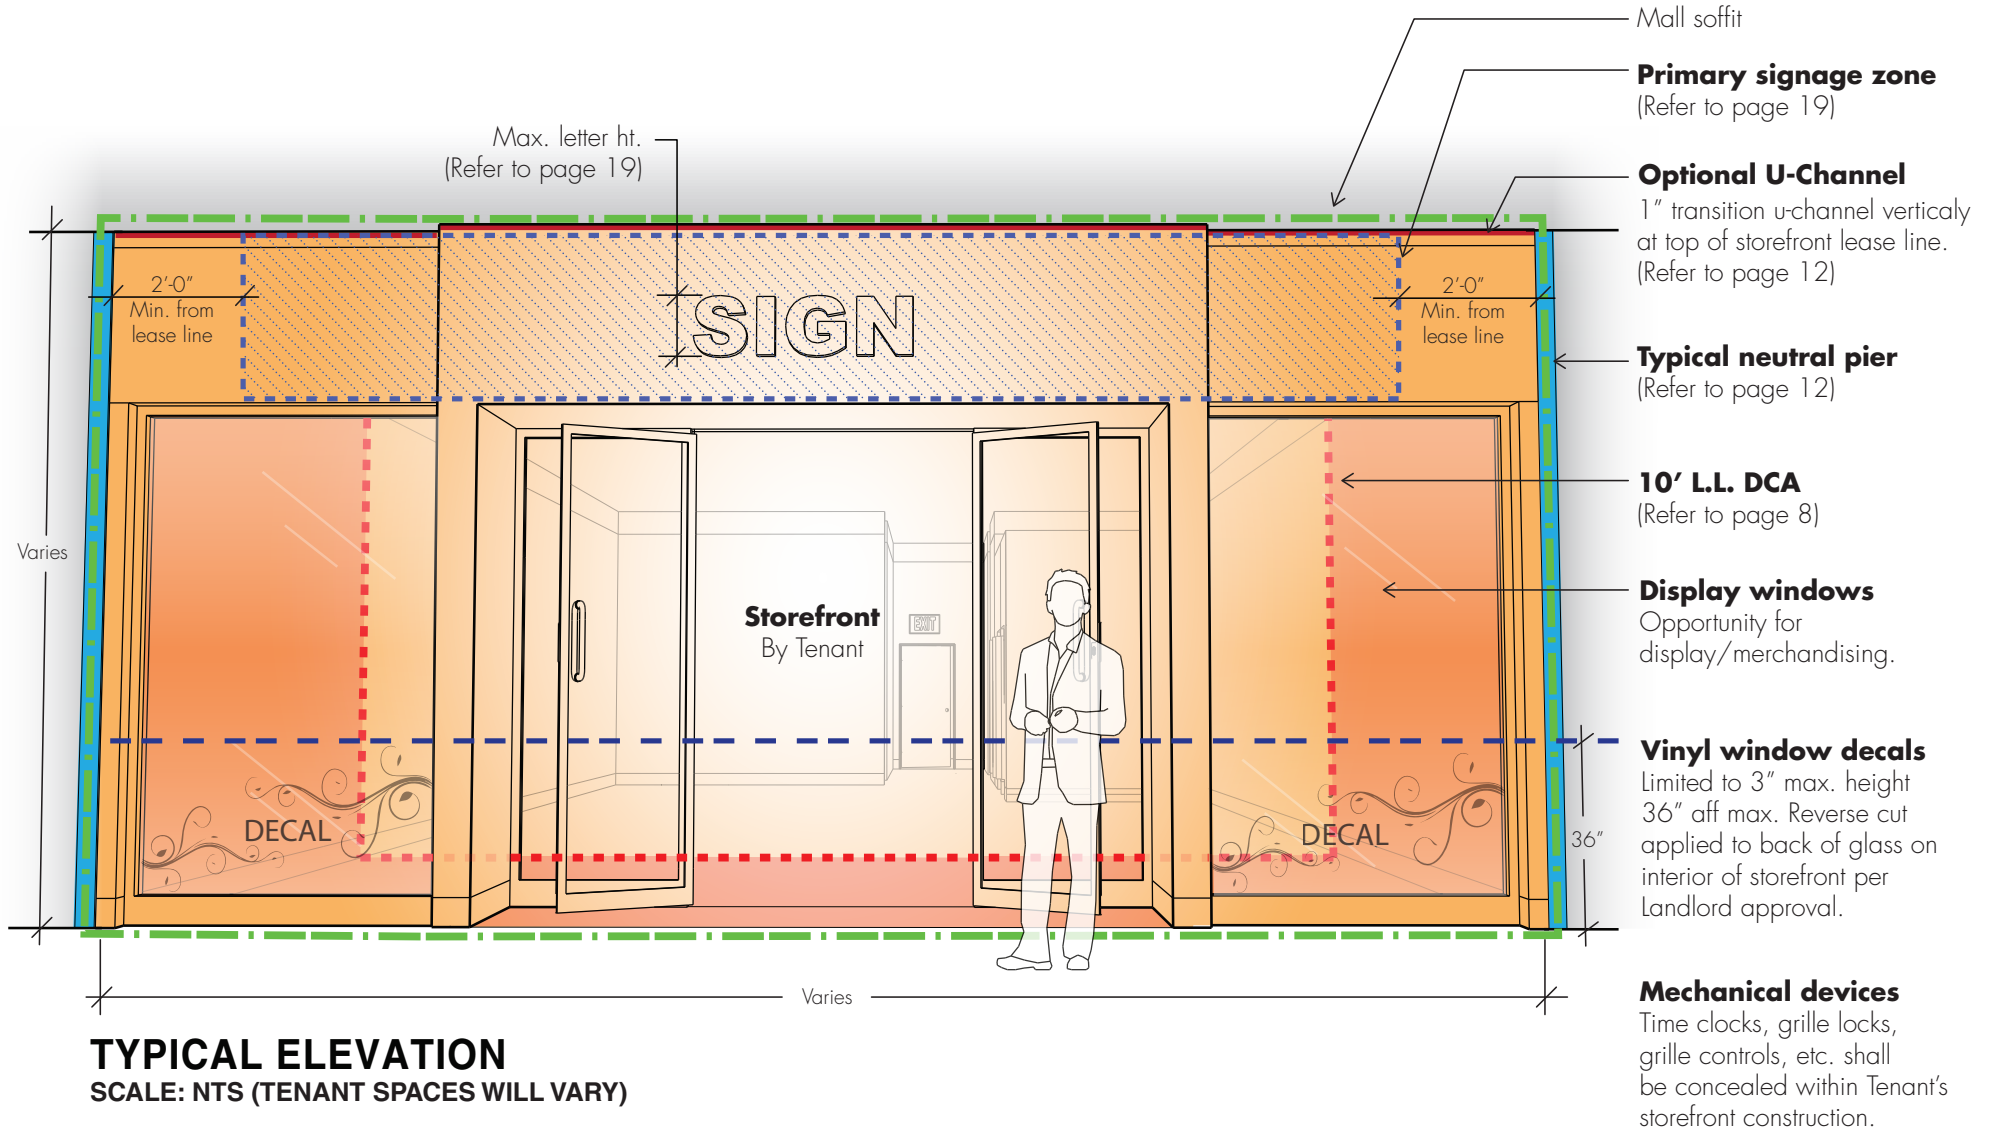 Mall soffit
Primary signage zone
(Refer to page 19)
Max. letter ht.
(Refer to page 19)
Optional U-Channel
1” transition u-channel verticaly
at top of storefront lease line.
(Refer to page 12)
2’-0”
Min. from
lease line
SIGN
2’-0”
Min. from
lease line
Typical neutral pier
(Refer to page 12)
10’ L.L. DCA
(Refer to page 8)
Varies
Display windows
Opportunity for
display/merchandising.
Storefront
By Tenant
EXIT
Vinyl window decals
Limited to 3” max. height
36” aff max. Reverse cut
applied to back of glass on
interior of storefront per
Landlord approval.
DECAL
DECAL
36”
Mechanical devices
Time clocks, grille locks,
grille controls, etc. shall
be concealed within Tenant’s
storefront construction.
Varies
TYPICAL ELEVATION
SCALE: NTS (TENANT SPACES WILL VARY)